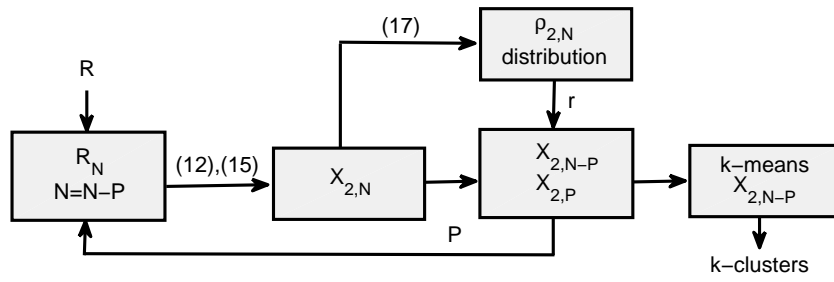 (17)
ρ2,N
distribution
R
r
RN
N=N−P
(12),(15)
X2,N
X2,N−P
X2,P
k−means
X2,N−P
P
k−clusters